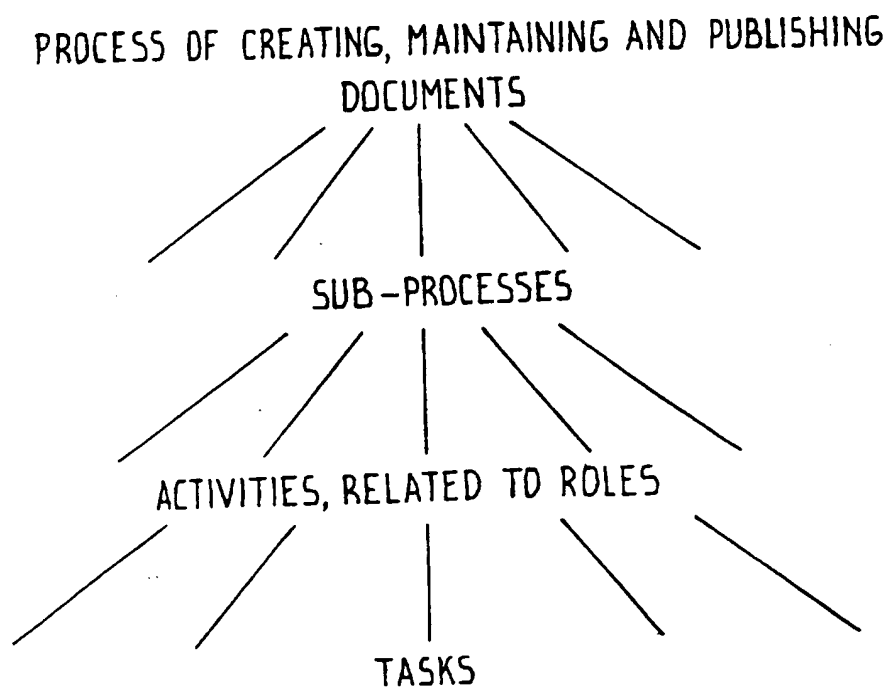 PROCESS OF CREATING, MAINTAINING AND PUBLISHING
DOCUMENTS
SUB-PROCESSES
ACTIVITIES, RELATED TO ROLES
TASKS